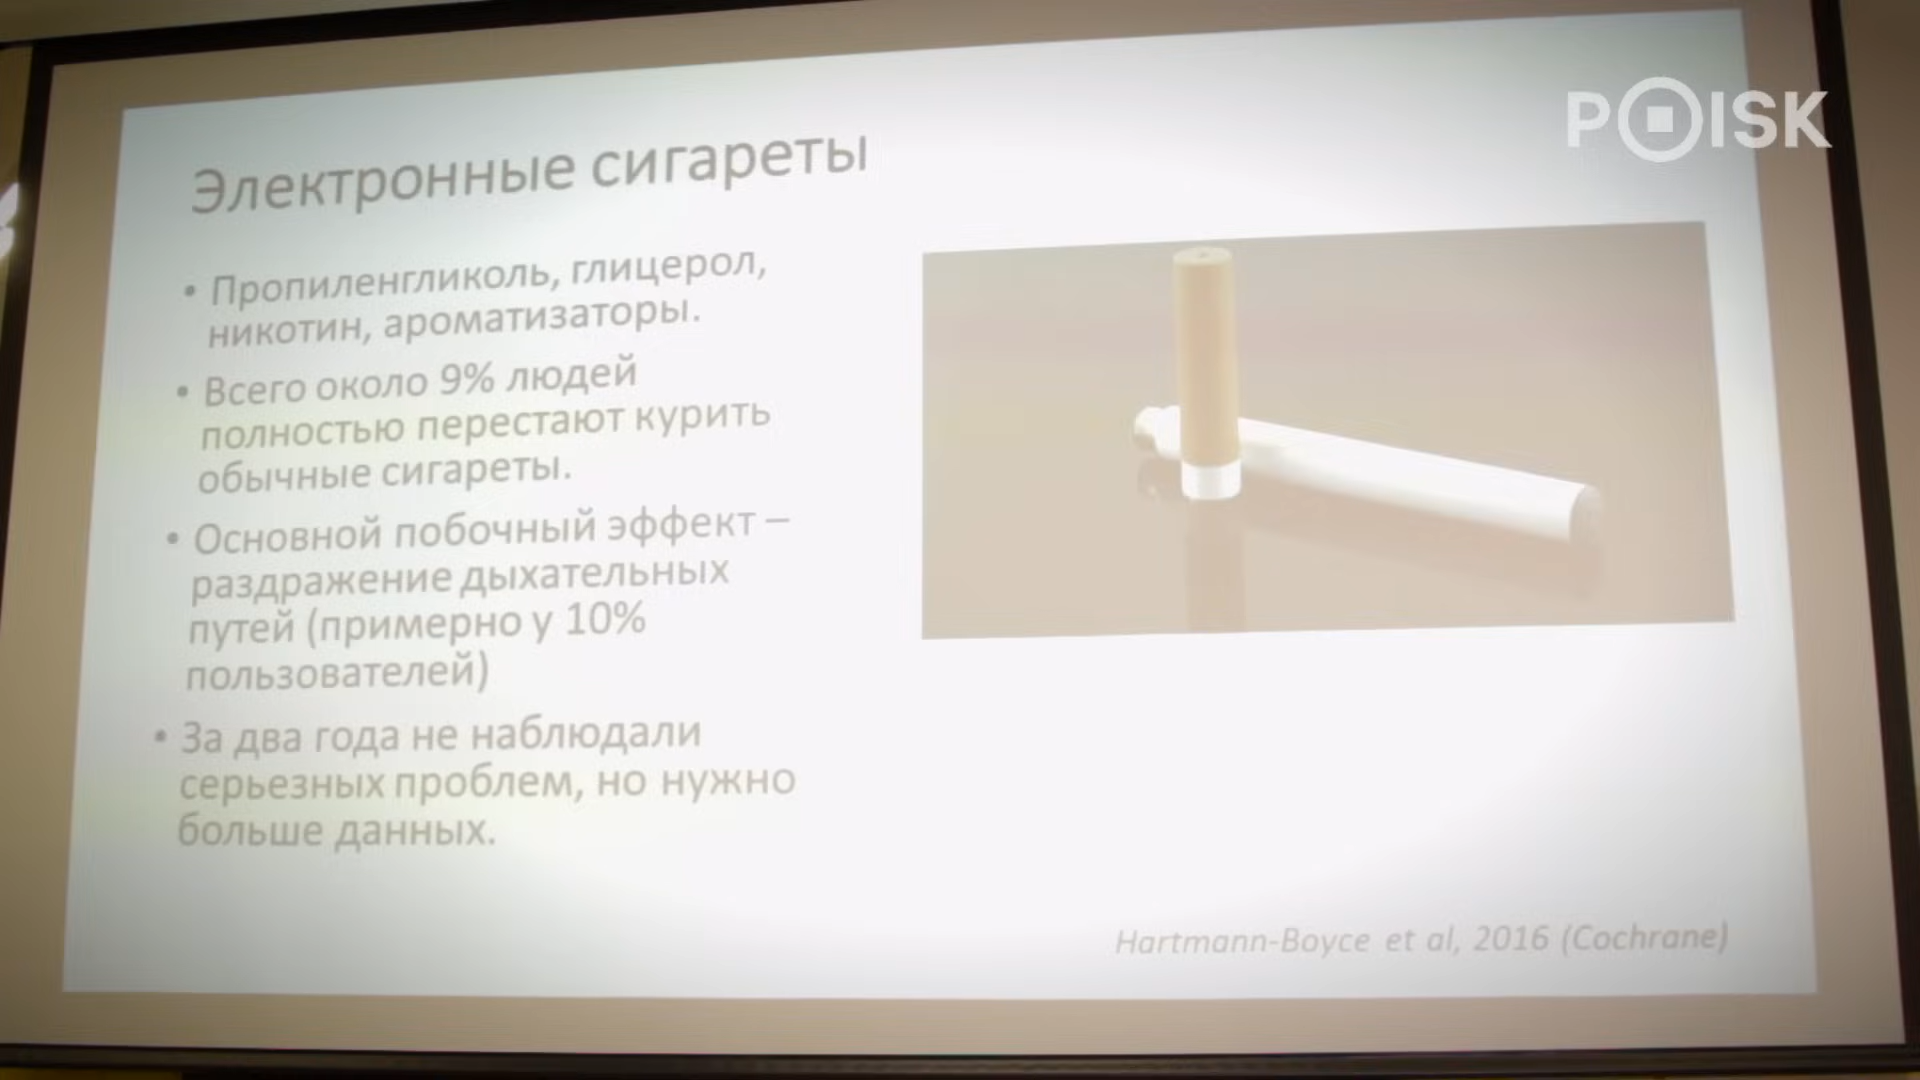 POISK
Электронные сигареты
• Пропиленгликоль, глицерол,
никотин, ароматизаторы.
• Всего около 9% людей
полностью перестают курить
обычные сигареты.
• Основной побочный эффект –
раздражение дыхательных
путей (примерно у 10%
пользователей)
• За два года не наблюдали
серьезных проблем, но нужно
больше данных.
Hartmann-Boyce et al, 2016 (Cochrane)